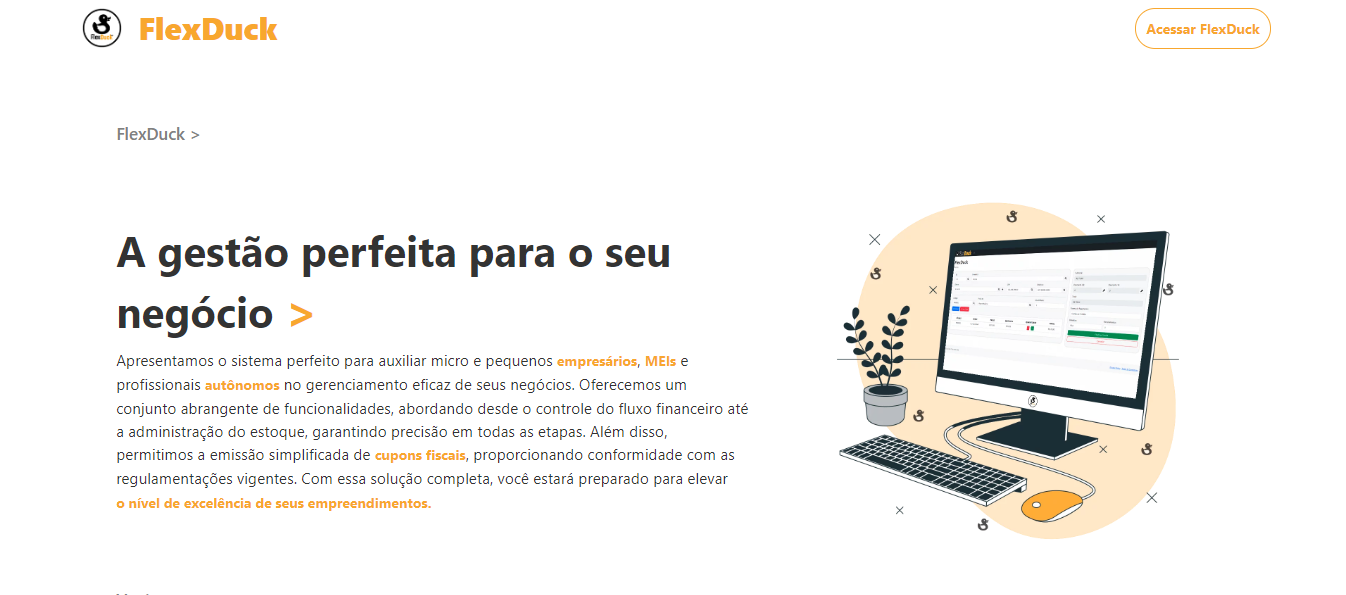 FlexDuck
Acessar FlexDuck
FlexDuck >
A gestão perfeita para o seu
negócio >
Apresentamos o sistema perfeito para auxiliar micro e pequenos empresários, MEIs e
profissionais autônomos no gerenciamento eficaz de seus negócios. Oferecemos um
conjunto abrangente de funcionalidades, abordando desde o controle do fluxo financeiro até
a administração do estoque, garantindo precisão em todas as etapas. Além disso,
permitimos a emissão simplificada de cupons fiscais, proporcionando conformidade com as
regulamentações vigentes. Com essa solução completa, você estará preparado para elevar
o nível de excelência de seus empreendimentos.